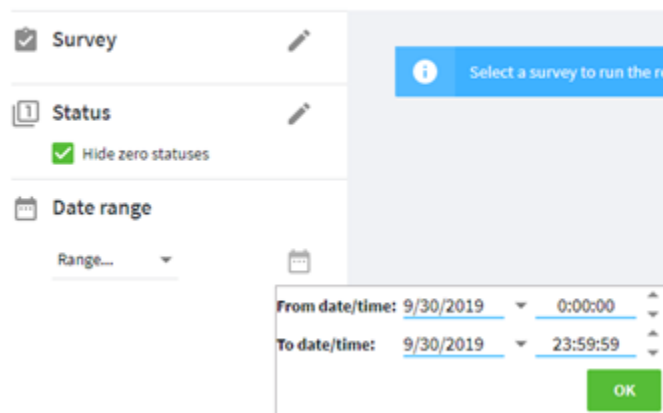 Survey
Select a survey to run the
1
Status
Hide zero statuses
Date range
Range...
From date/time: 9/30/2019 0:00:00
To date/time: 9/30/2019 23:59:59
OK